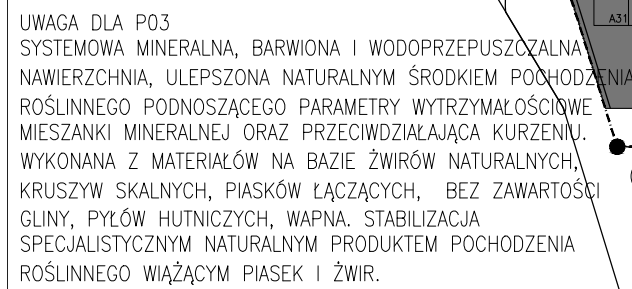 UWAGA DLA P03
SYSTEMOWA MINERALNA, BARWIONA I WODOPRZEPUSZCZALNA
NAWIERZCHNIA, ULEPSZONA NATURALNYM ŚRODKIEM POCHODZENIA
ROŚLINNEGO PODNOSZĄCEGO PARAMETRY WYTRZYMAŁOŚCIOWE
MIESZANKI MINERALNEJ ORAZ PRZECIWDZIAŁAJĄCA KURZENIU.
WYKONANA Z MATERIAŁÓW NA BAZIE ŻWIRÓW NATURALNYCH,
KRUSZYW SKALNYCH, PIASKÓW ŁĄCZĄCYCH, BEZ ZAWARTOŚCI
GLINY, PYŁÓW HUTNICZYCH, WAPNA. STABILIZACJA
SPECJALISTYCZNYM NATURALNYM PRODUKTEM POCHODZENIA
ROŚLINNEGO WIĄŻĄCYM PIASEK I ŻWIR.
A31